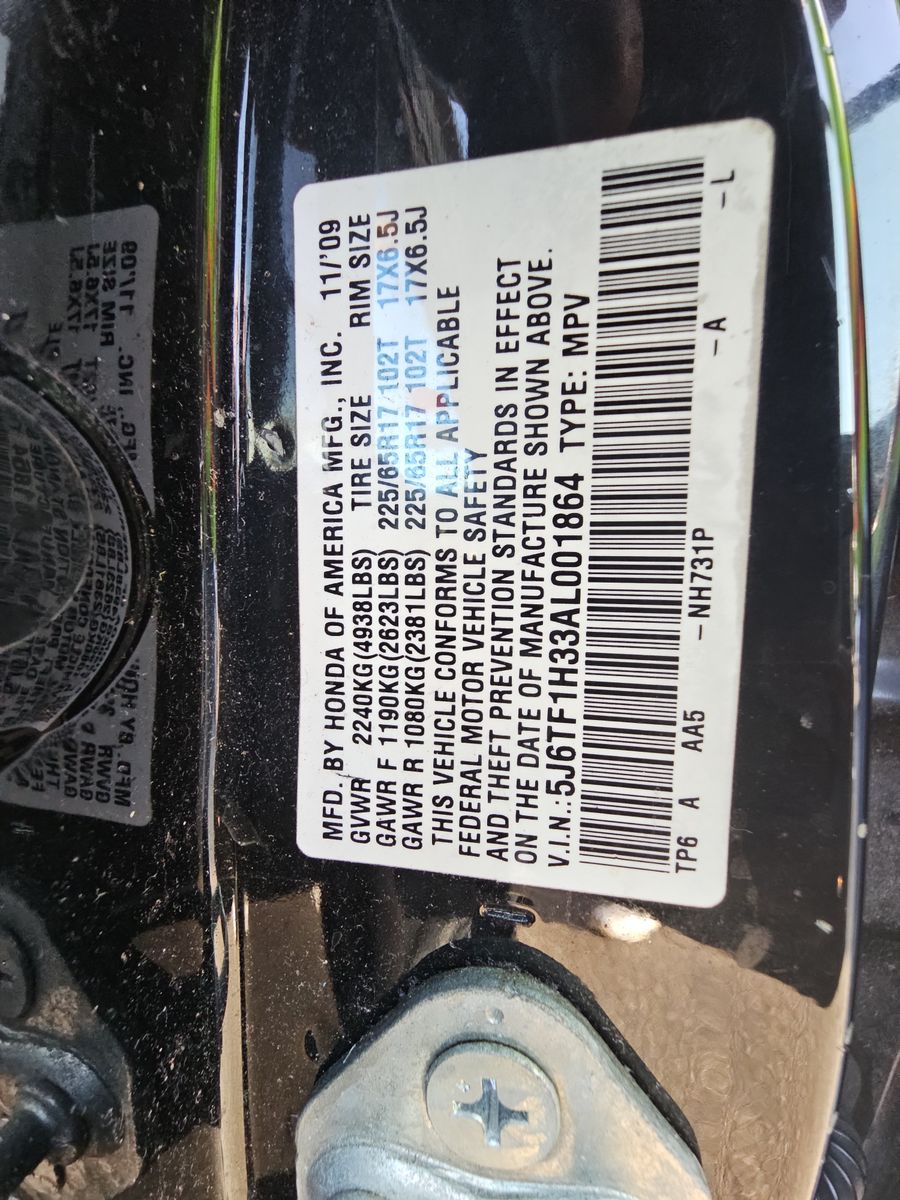 MFD. BY HONDA OF AMERICA MFG., INC. 11/'09
GVWR 2240KG(4938LBS) TIRE SIZE RIM SIZE
GAWR F 1190KG(2623LBS) 225/65R17 102T 17X6.5J
GAWR R 1080KG(2381LBS) 225/65R17 102T 17X6.5J
THIS VEHICLE CONFORMS TO ALL APPLICABLE
FEDERAL MOTOR VEHICLE SAFETY
AND THEFT PREVENTION STANDARDS IN EFFECT
ON THE DATE OF MANUFACTURE SHOWN ABOVE.
V.I.N.:5J6TF1H33AL001864 TYPE: MPV
TP6 A AA5 -NH731P -A -L